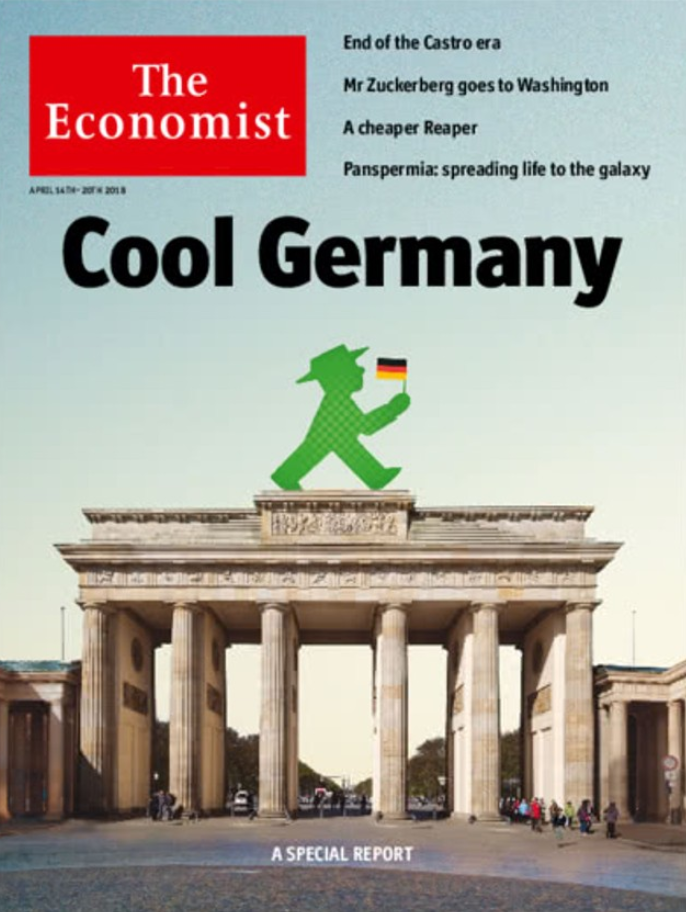 The
Economist
APRIL 14TH–20TH 2018
End of the Castro era
Mr Zuckerberg goes to Washington
A cheaper Reaper
Panspermia: spreading life to the galaxy
Cool Germany
A SPECIAL REPORT